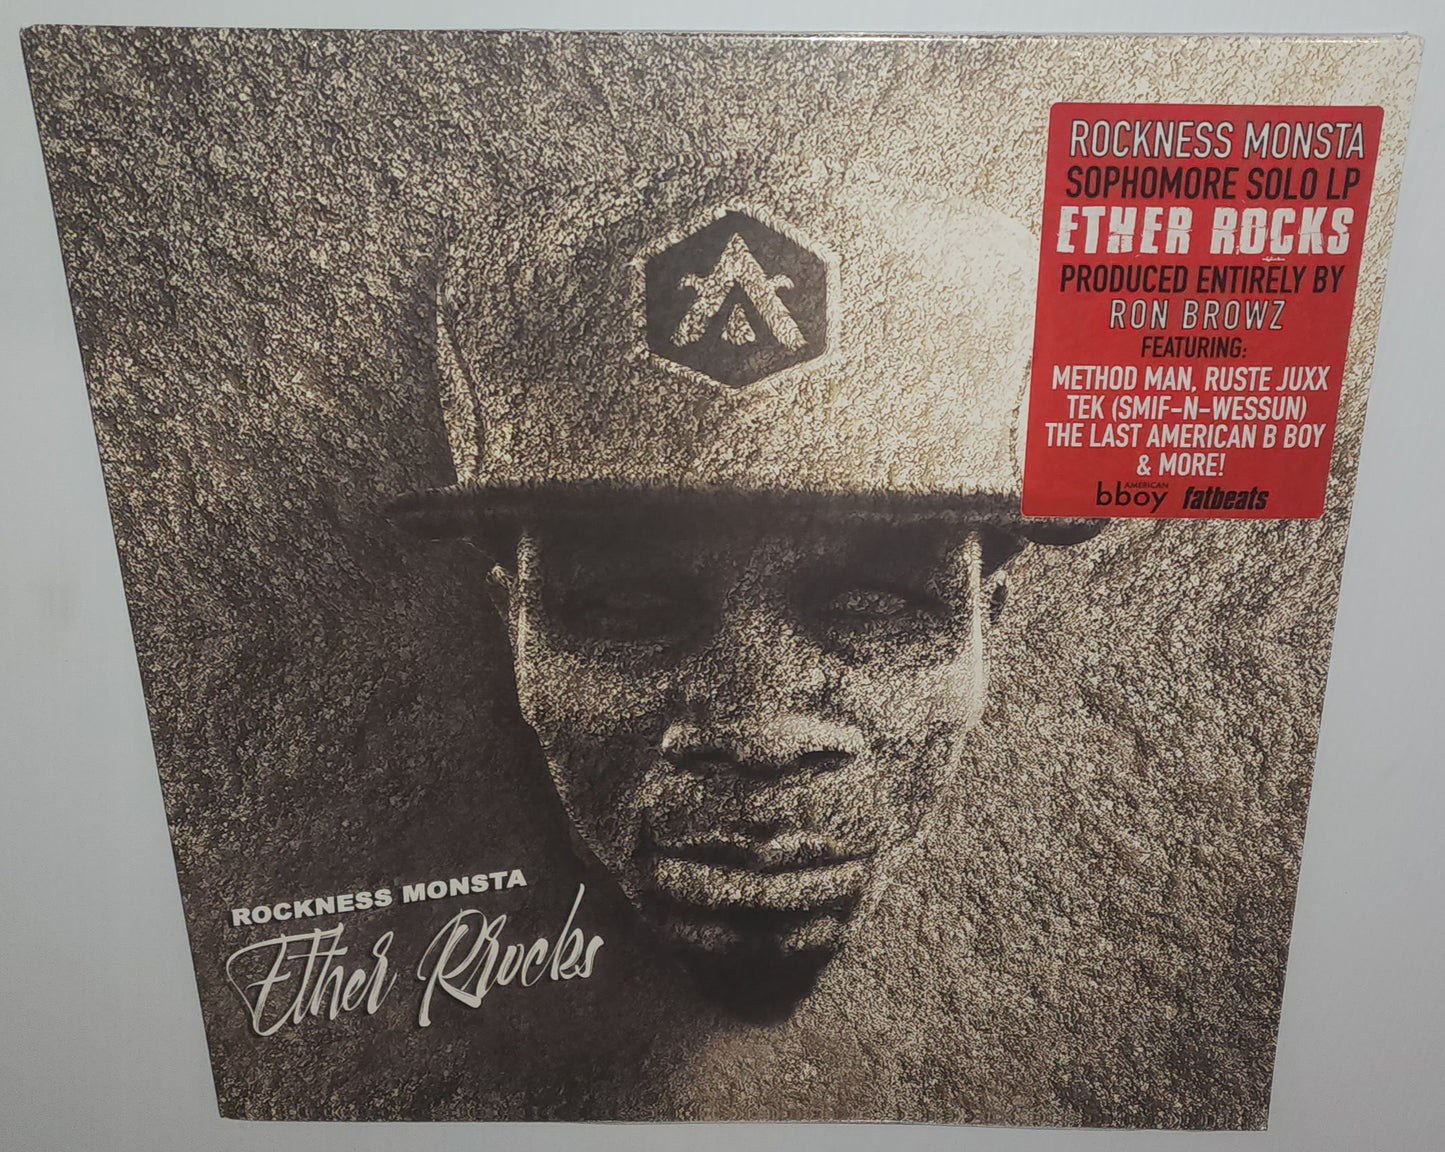 ROCKNESS MONSTA
SOPHOMORE SOLO LP
ETHER ROCKS
PRODUCED ENTIRELY BY
RON BROWZ
FEATURING:
METHOD MAN, RUSTE JUXX
TEK (SMIF-N-WESSUN)
THE LAST AMERICAN B BOY
& MORE!
AMERICAN
bboy fatbeats
ROCKNESS MONSTA
Ether Rrocks